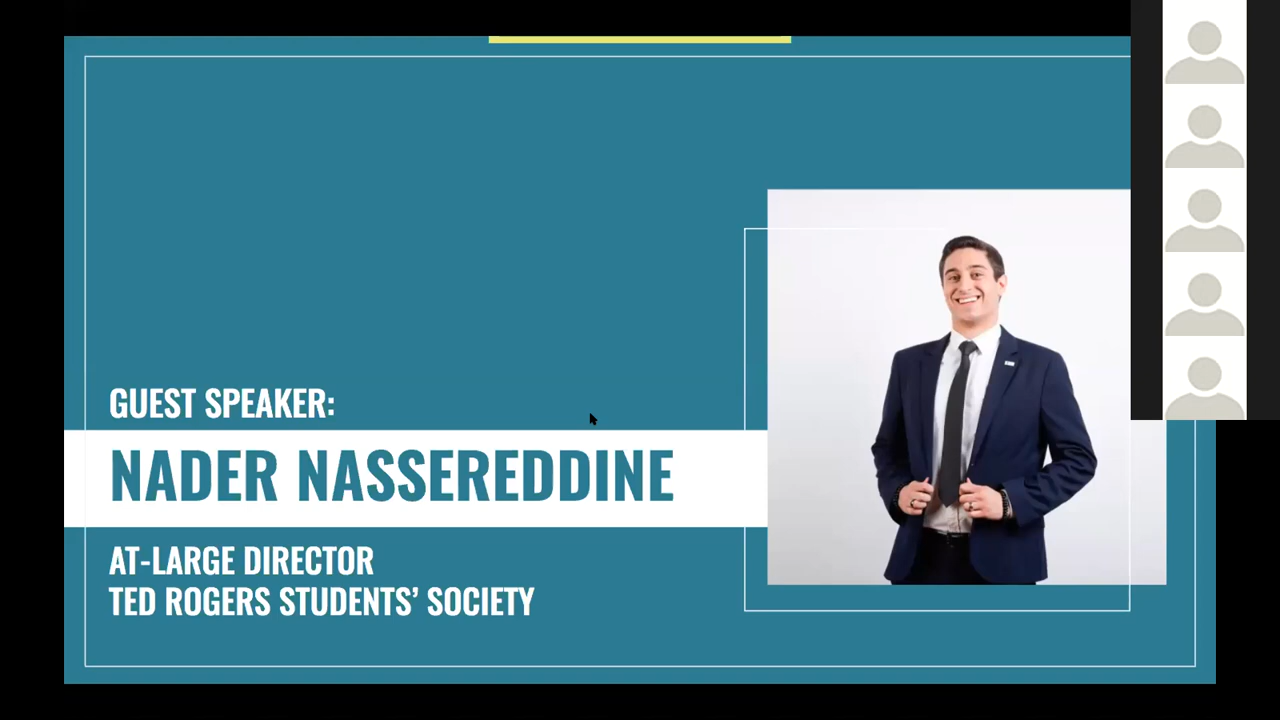 GUEST SPEAKER:
NADER NASSEREDDINE
AT-LARGE DIRECTOR
TED ROGERS STUDENTS' SOCIETY